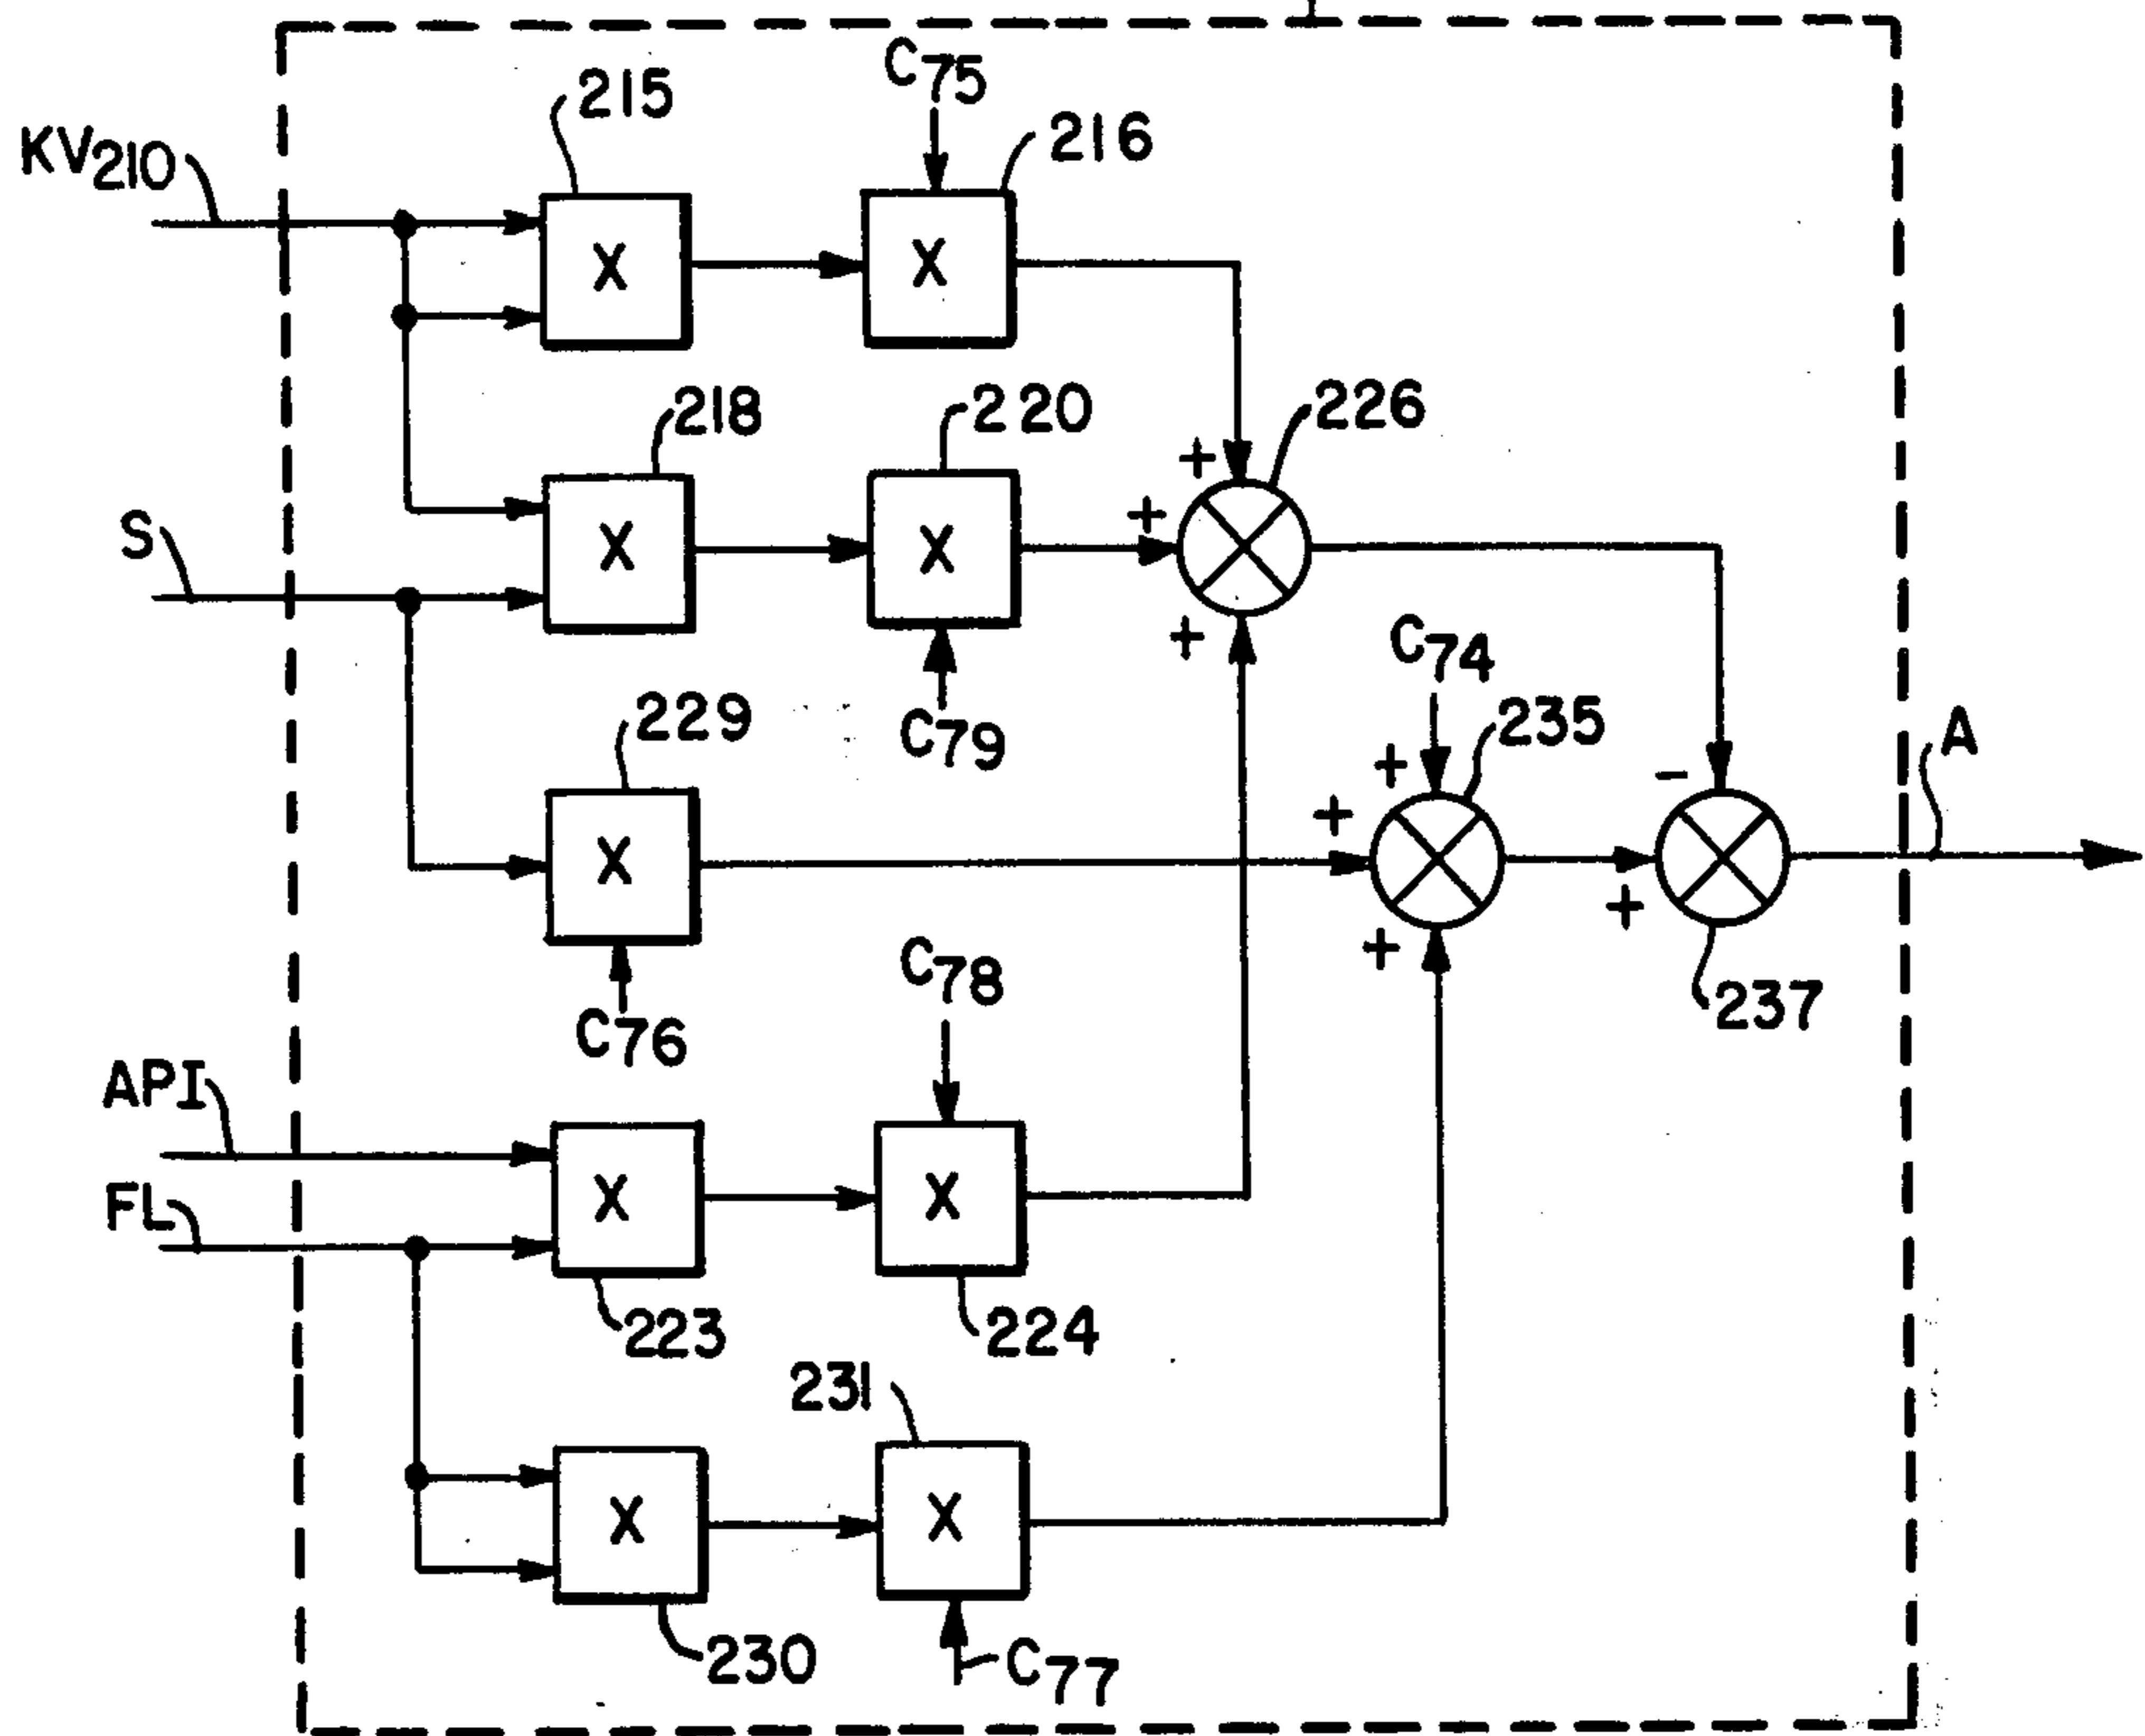 C75
215
216
KV210
X
X
218
220
226
+
+
S
X
X
+
C74
229
C79
235
A
+
-
+
X
C78
+
+
237
C76
API
X
X
FL
223
224
231
X
X
230
C77